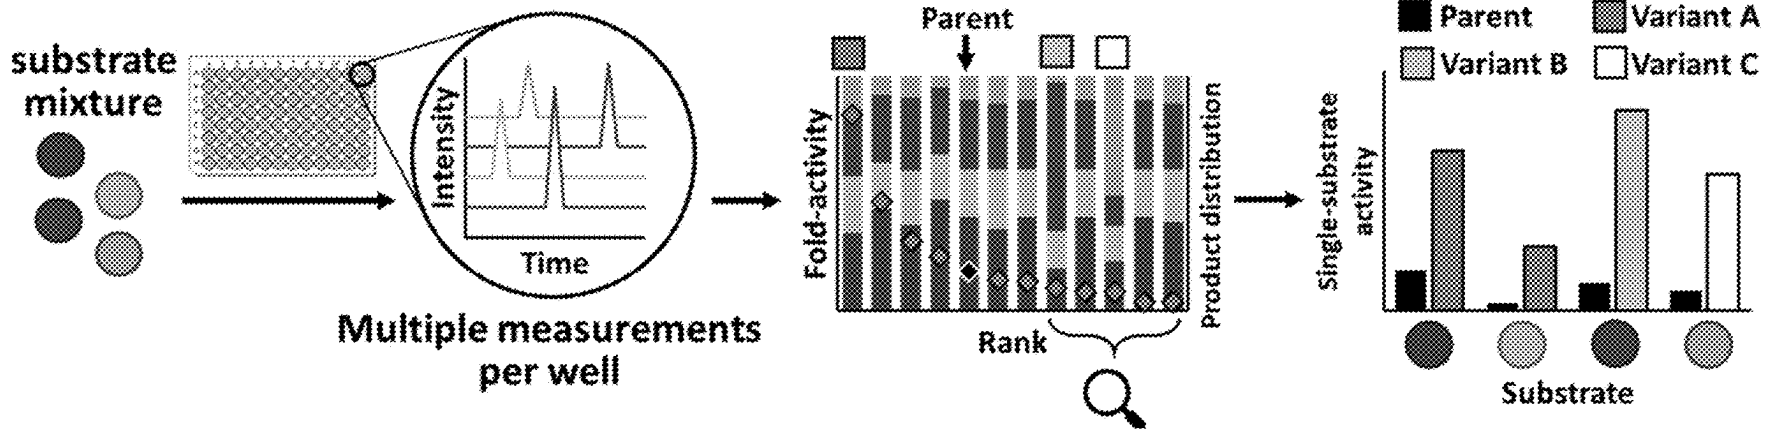 substrate
mixture
Intensity
Time
Multiple measurements
per well
Parent
Fold-activity
Product distribution
Rank
Parent
Variant A
Variant B
Variant C
Single-substrate
activity
Substrate